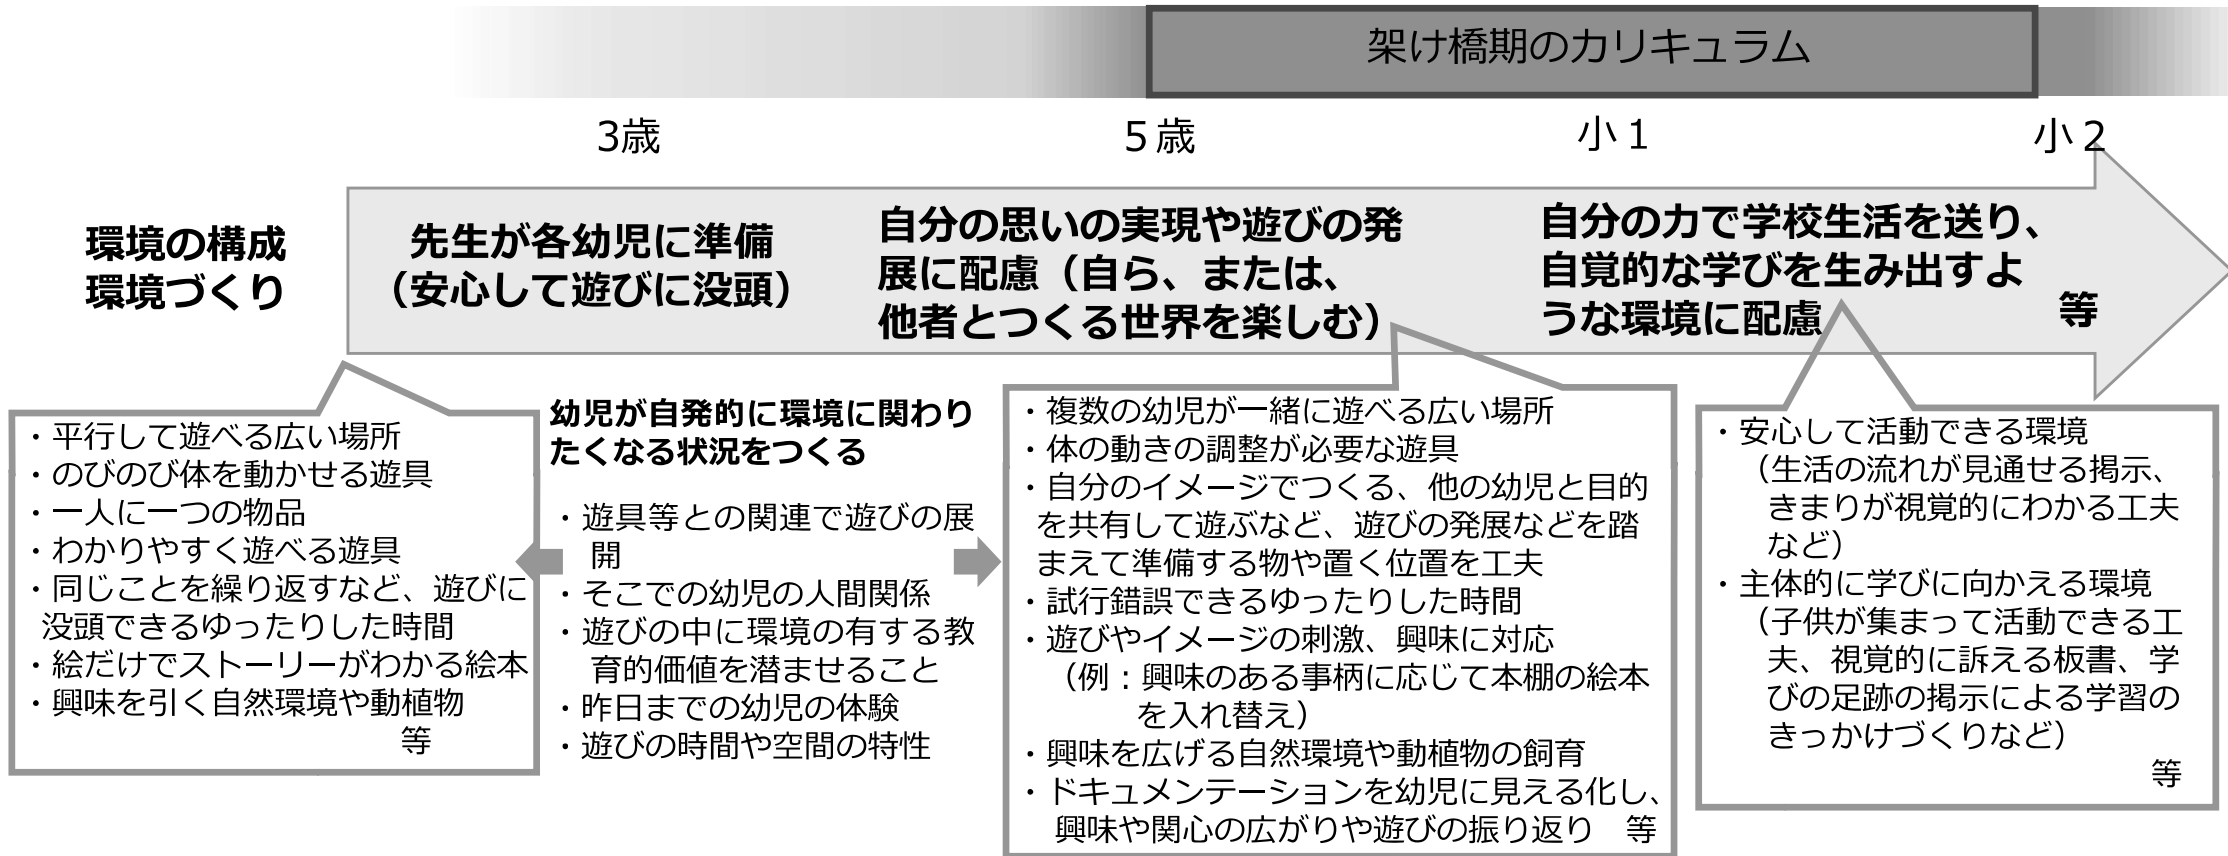 架け橋期のカリキュラム
3歳
５歳
小１
小２
環境の構成
環境づくり
先生が各幼児に準備
（安心して遊びに没頭）
自分の思いの実現や遊びの発
展に配慮（自ら、または、
他者とつくる世界を楽しむ）
自分の力で学校生活を送り、
自覚的な学びを生み出すよ
うな環境に配慮
等
・平行して遊べる広い場所
・のびのび体を動かせる遊具
・一人に一つの物品
・わかりやすく遊べる遊具
・同じことを繰り返すなど、遊びに
没頭できるゆったりした時間
・絵だけでストーリーがわかる絵本
・興味を引く自然環境や動植物
等
幼児が自発的に環境に関わり
たくなる状況をつくる
・遊具等との関連で遊びの展
開
・そこでの幼児の人間関係
・遊びの中に環境の有する教
育的価値を潜ませること
・昨日までの幼児の体験
・遊びの時間や空間の特性
・複数の幼児が一緒に遊べる広い場所
・体の動きの調整が必要な遊具
・自分のイメージでつくる、他の幼児と目的
を共有して遊ぶなど、遊びの発展などを踏
まえて準備する物や置く位置を工夫
・試行錯誤できるゆったりした時間
・遊びやイメージの刺激、興味に対応
（例：興味のある事柄に応じて本棚の絵本
を入れ替え）
・興味を広げる自然環境や動植物の飼育
・ドキュメンテーションを幼児に見える化し、
興味や関心の広がりや遊びの振り返り　等
・安心して活動できる環境
（生活の流れが見通せる掲示、
きまりが視覚的にわかる工夫
など）
・主体的に学びに向かえる環境
（子供が集まって活動できる工
夫、視覚的に訴える板書、学
びの足跡の掲示による学習の
きっかけづくりなど）
等